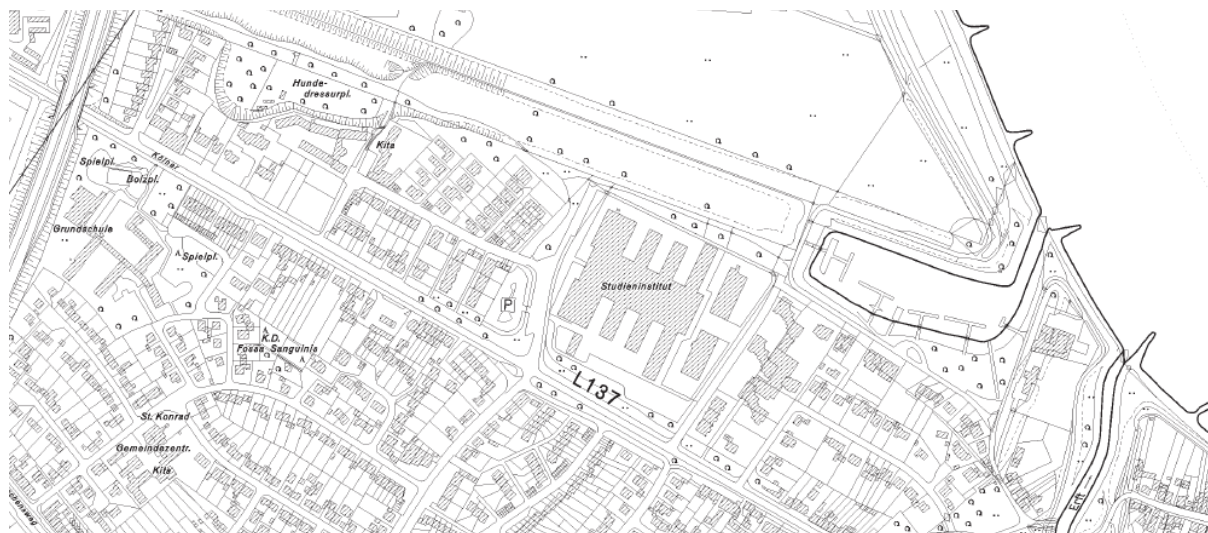 Hunde-
dressurpl.
Kita
Kölner
Spielpl.
Bolzpl.
Grundschule
Spielpl.
A.
Studieninstitut
P
A.
K.D.
Fossa Sanguinis
A.
L137
St. Konrad
Gemeindezentr.
Kita
Erft